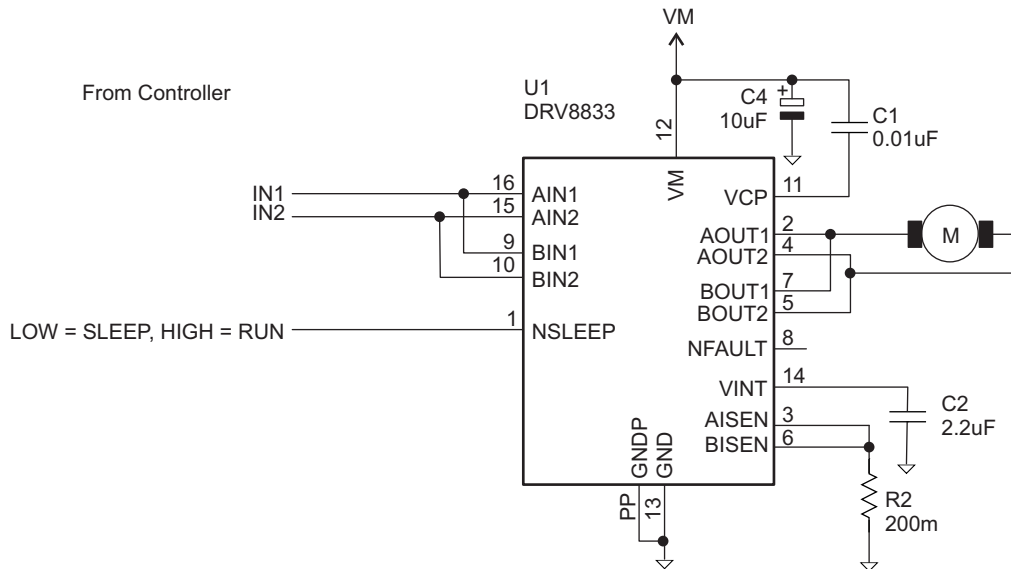 VM
From Controller
U1
DRV8833
C4
10uF
+
C1
0.01uF
12
VM
IN1
IN2
16
AIN1
15
AIN2
9
BIN1
10
BIN2
LOW = SLEEP, HIGH = RUN
1
NSLEEP
VCP
11
AOUT1
2
AOUT2
4
BOUT1
7
BOUT2
5
NFAULT
8
VINT
14
AISEN
3
BISEN
6
M
C2
2.2uF
R2
200m
GNDP
GND
PP
13